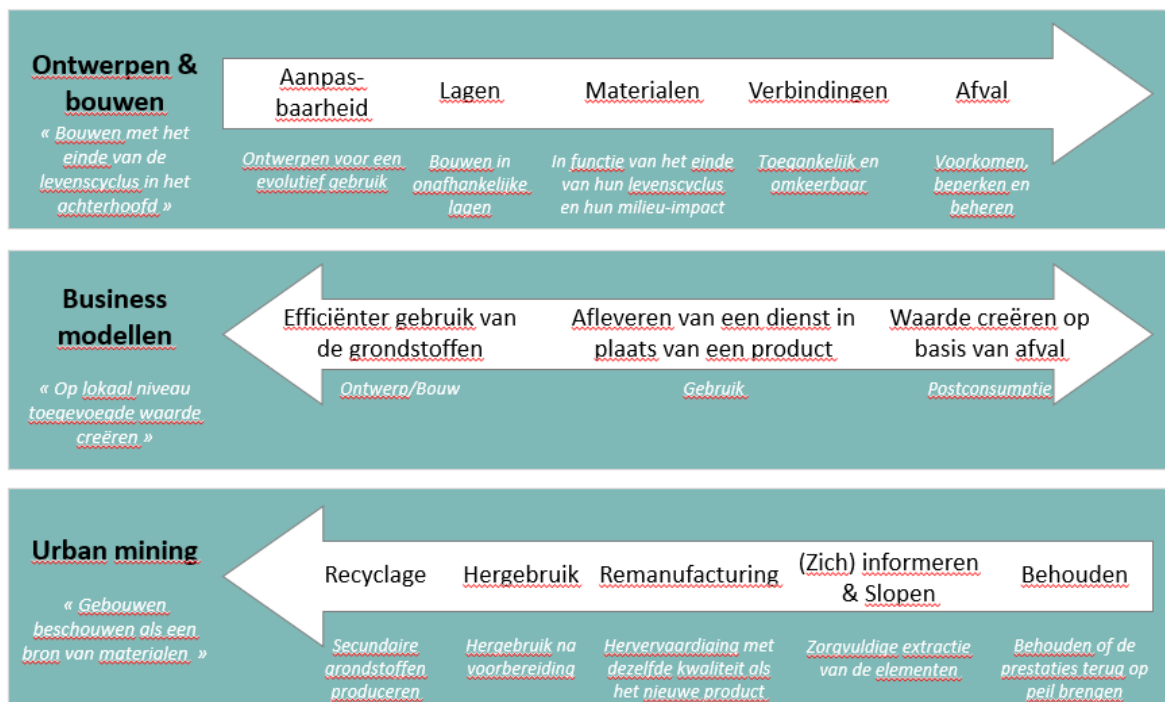 Ontwerpen &
bouwen
« Bouwen met het
einde van de
levenscyclus in het
achterhoofd »
Aanpas-
baarheid
Lagen
Materialen
Verbindingen
Afval
Ontwerpen voor een
evolutief gebruik
Bouwen in
onafhankelijke
lagen
In functie van het einde
van hun levenscyclus
en hun milieu-impact
Toegankelijk en
omkeerbaar
Voorkomen,
beperken en
beheren
Business
modellen
« Op lokaal niveau
toegevoegde waarde
creëren »
Efficiënter gebruik van
de grondstoffen
Afleveren van een dienst in
plaats van een product
Waarde creëren op
basis van afval
Ontwerp/Bouw
Gebruik
Postconsumptie
Urban mining
« Gebouwen
beschouwen als een
bron van materialen »
Recyclage
Hergebruik
Remanufacturing
(Zich) informeren
& Slopen
Behouden
Secundaire
grondstoffen
produceren
Hergebruik na
voorbereiding
Hervervaardiging met
dezelfde kwaliteit als
het nieuwe product
Zorgvuldige extractie
van de elementen
Behouden of de
prestaties terug op
peil brengen